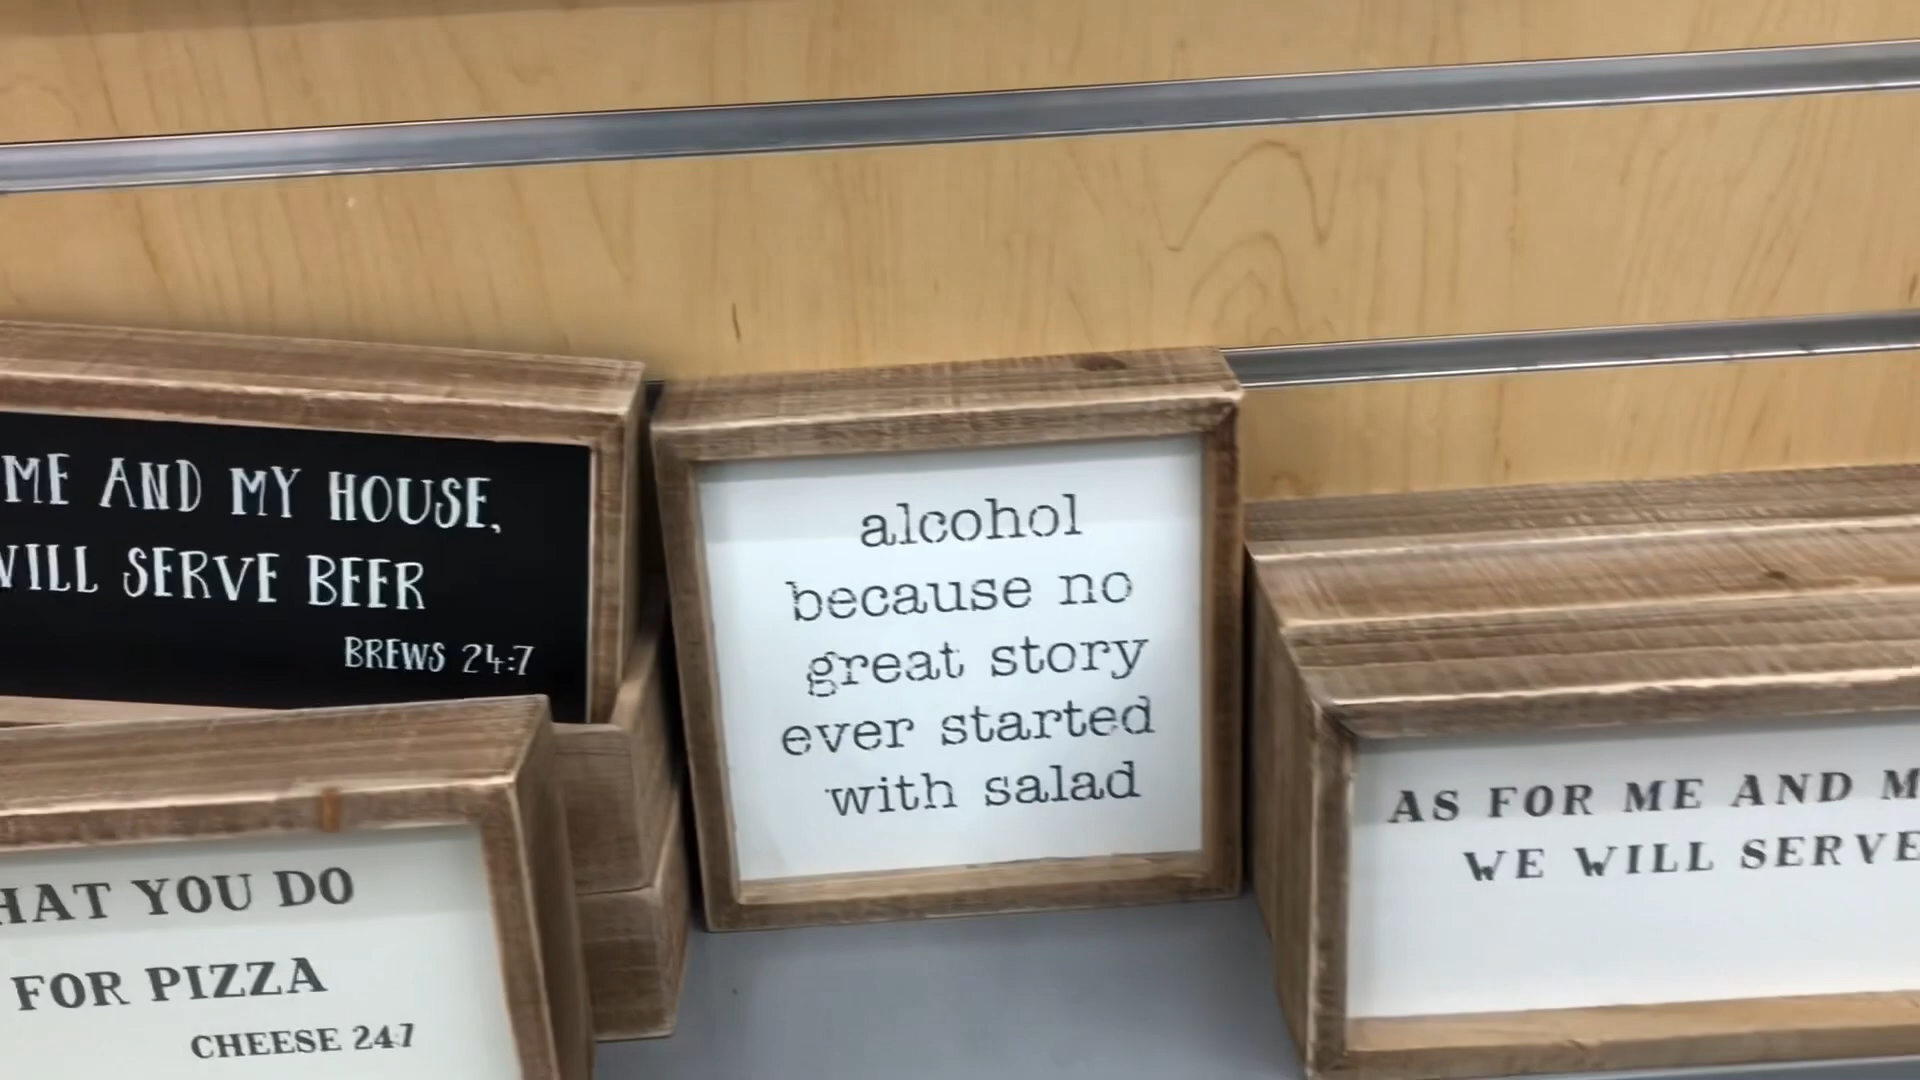 ME AND MY HOUSE,
WILL SERVE BEER
BREWS 24:7
alcohol
because no
great story
ever started
with salad
AS FOR ME AND
WE WILL SERVE
YOU DO
FOR PIZZA
CHEESE 24:7